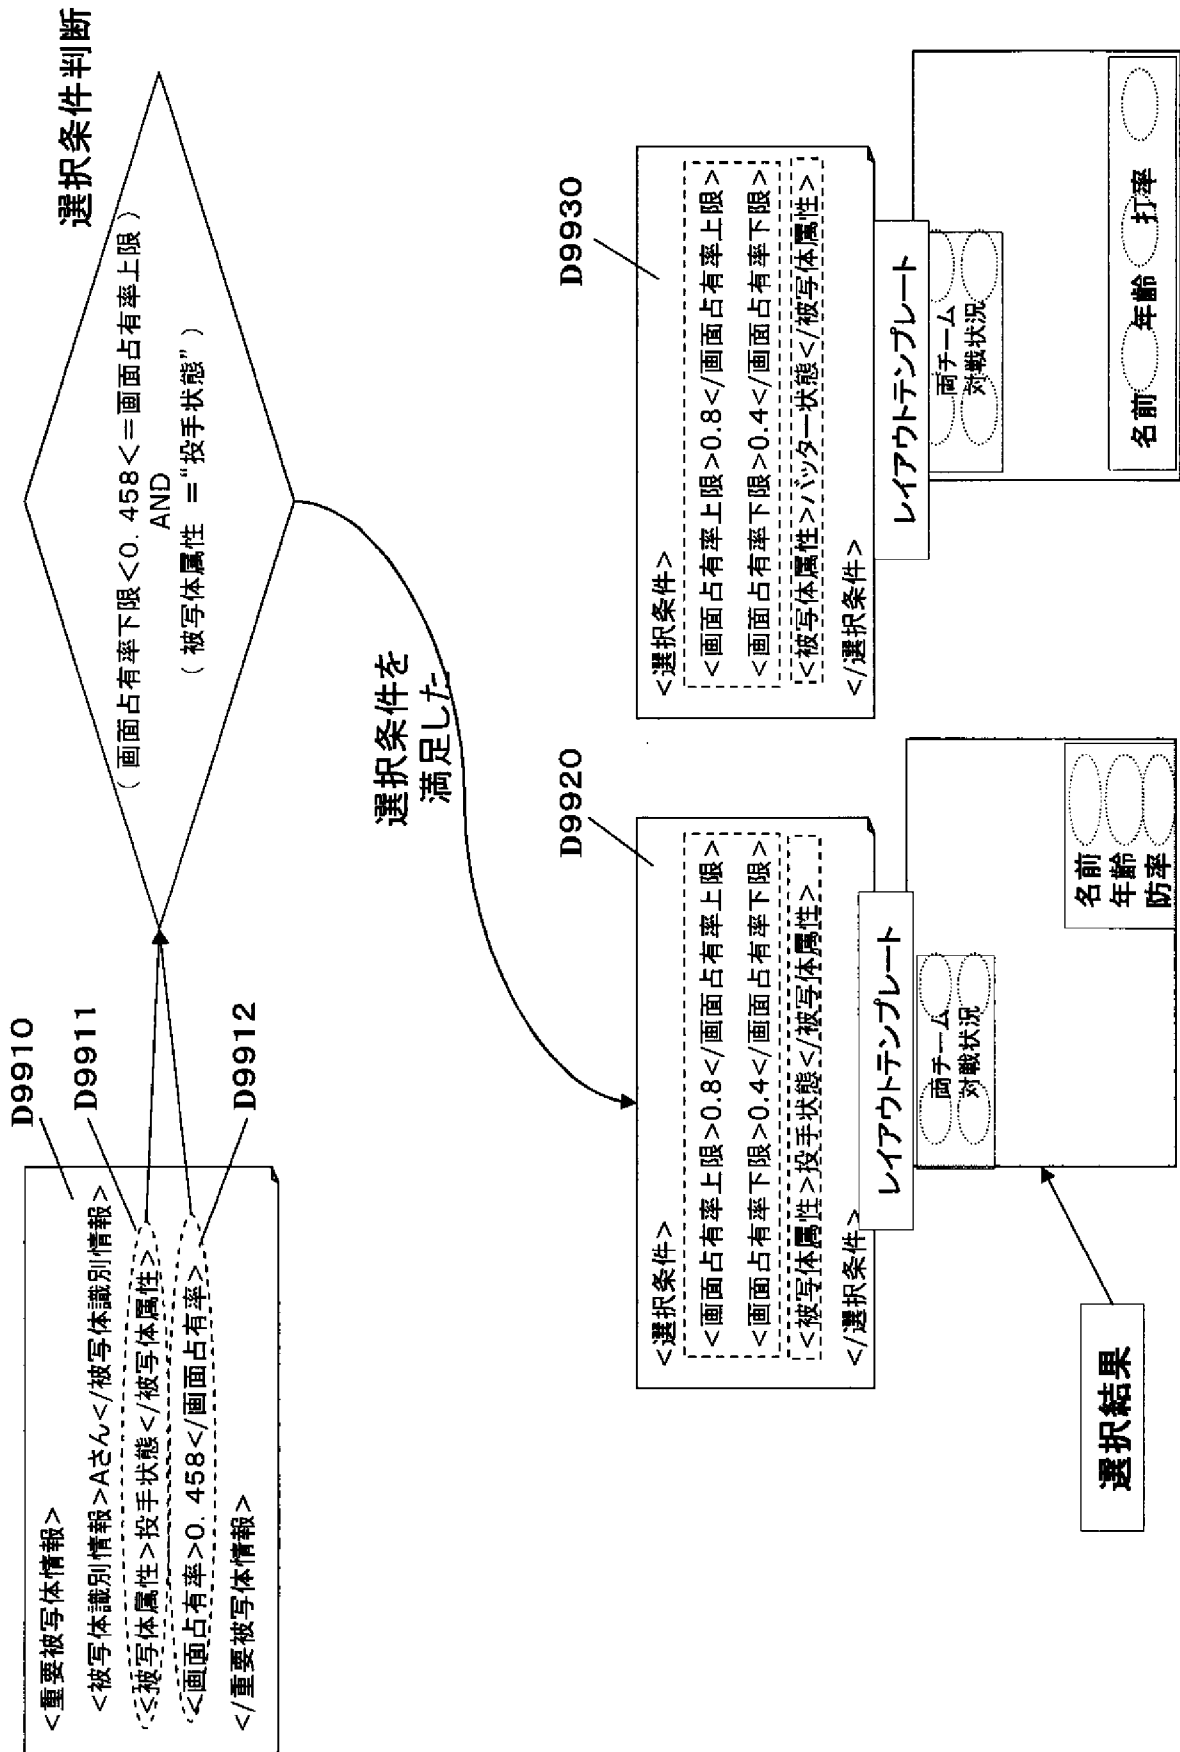 D9910
<重要被写体情報>
<被写体識別情報>Aさん</被写体識別情報>
<被写体属性>投手状態</被写体属性>
<画面占有率>0.458</画面占有率>
</重要被写体情報>
D9911
D9912
選択条件判断
(画面占有率下限<0.458<=画面占有率上限)
AND
(被写体属性 ="投手状態")
選択条件を
満足した
D9920
<選択条件>
<画面占有率上限>0.8</画面占有率上限>
<画面占有率下限>0.4</画面占有率下限>
<被写体属性>投手状態</被写体属性>
</選択条件>
レイアウトテンプレート
両チーム
対戦状況
名前
年齢
防率
選択結果
D9930
<選択条件>
<画面占有率上限>0.8</画面占有率上限>
<画面占有率下限>0.4</画面占有率下限>
<被写体属性>バッター状態</被写体属性>
</選択条件>
レイアウトテンプレート
両チーム
対戦状況
名前 年齢 打率